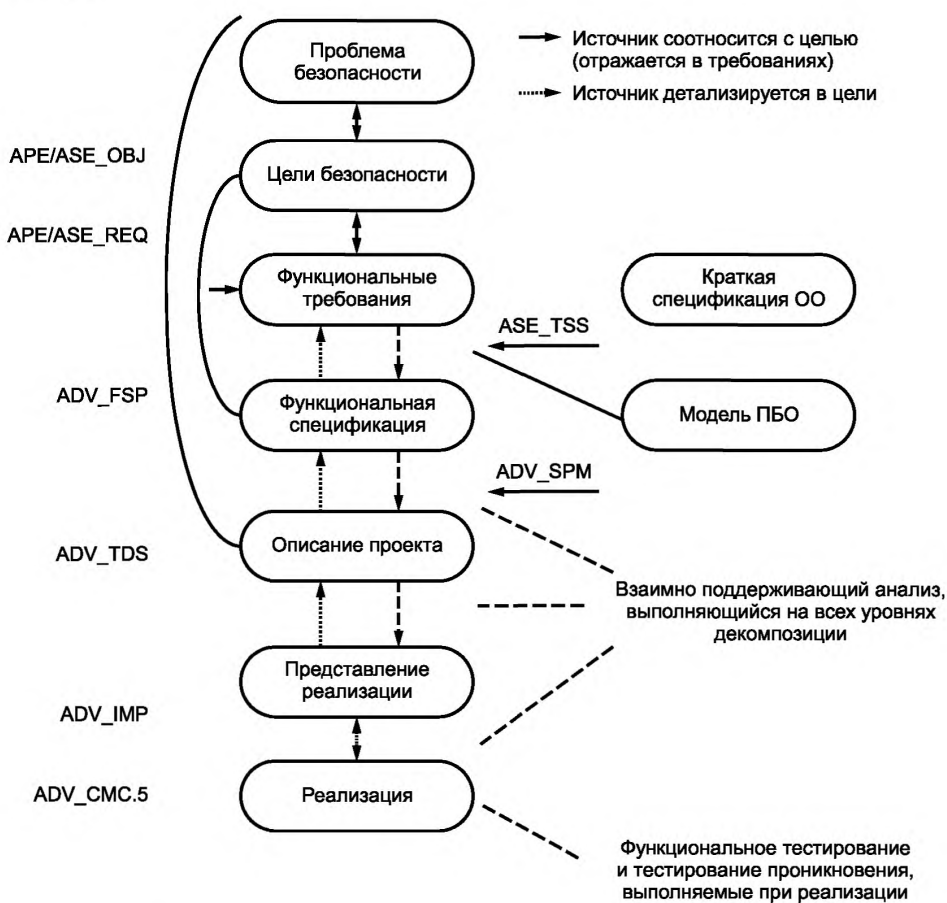 Проблема
безопасности
Источник соотносится с целью
(отражается в требованиях)
Источник детализируется в цели
APE/ASE_OBJ
Цели безопасности
APE/ASE_REQ
Функциональные
требования
Краткая
спецификация ОО
ASE_TSS
ADV_FSP
Функциональная
спецификация
Модель ПБО
ADV_SPM
ADV_TDS
Описание проекта
Взаимно поддерживающий анализ,
выполняющийся на всех уровнях
декомпозиции
Представление
реализации
ADV_IMP
ADV_CMC.5
Реализация
Функциональное тестирование
и тестирование проникновения,
выполняемые при реализации